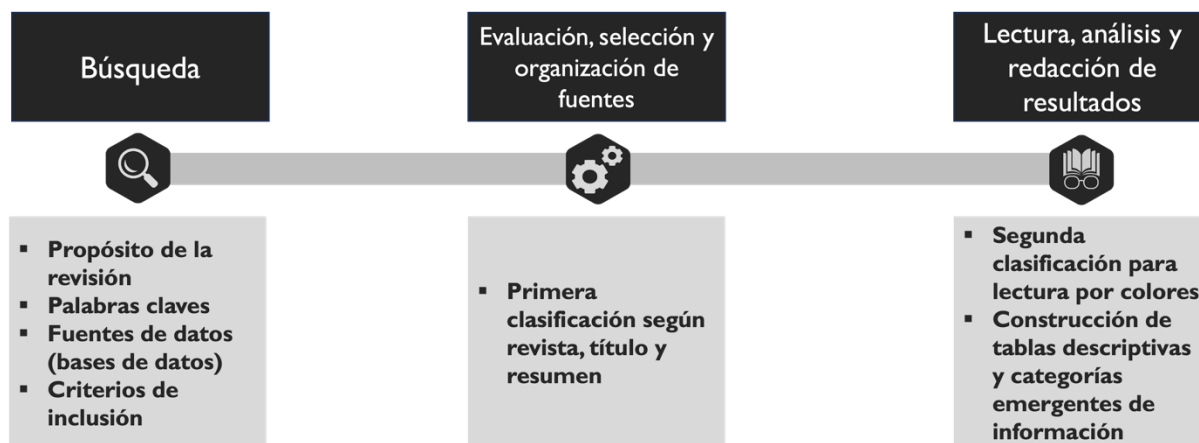 Búsqueda
Evaluación, selección y
organización de
fuentes
Lectura, análisis y
redacción de
resultados
▪ Propósito de la
revisión
▪ Palabras claves
▪ Fuentes de datos
(bases de datos)
▪ Criterios de
inclusión
▪ Primera
clasificación según
revista, título y
resumen
▪ Segunda
clasificación para
lectura por colores
▪ Construcción de
tablas descriptivas
y categorías
emergentes de
información